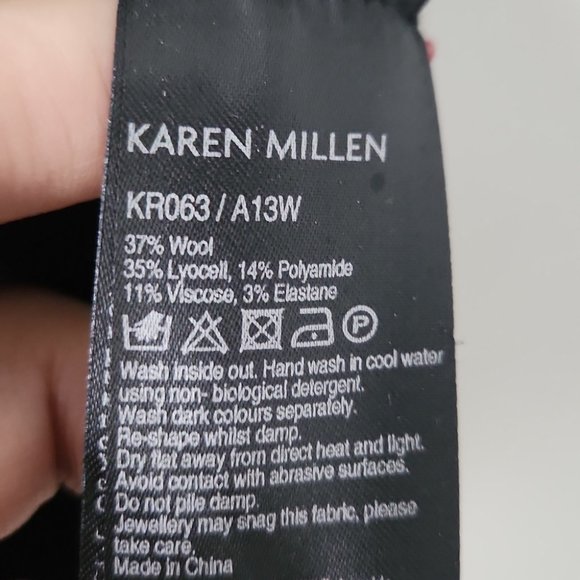 KAREN MILLEN
KR063 / A13W
37% Wool
35% Lyocell, 14% Polyamide
11% Viscose, 3% Elastane
P
Wash inside out. Hand wash in cool water
using non- biological detergent.
Wash dark colours separately.
Re-shape whilst damp.
Dry flat away from direct heat and light.
Avoid contact with abrasive surfaces.
Do not pile damp.
Jewellery may snag this fabric, please
take care.
Made in China